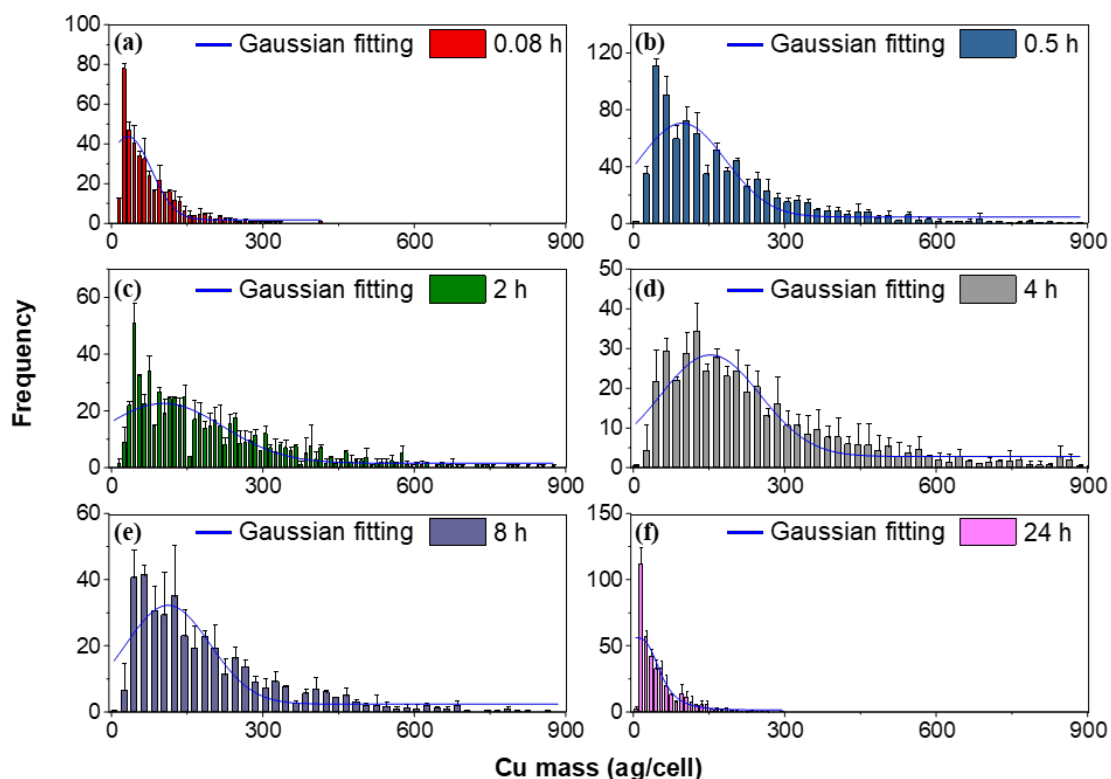 (a) Gaussian fitting 0.08 h
100
80
60
40
20
0
0 300 600 900
(b) Gaussian fitting 0.5 h
120
80
40
0
0 300 600 900
(c) Gaussian fitting 2 h
60
40
20
0
0 300 600 900
(d) Gaussian fitting 4 h
50
40
30
20
10
0
0 300 600 900
(e) Gaussian fitting 8 h
60
40
20
0
0 300 600 900
(f) Gaussian fitting 24 h
150
100
50
0
0 300 600 900
Frequency
Cu mass (ag/cell)